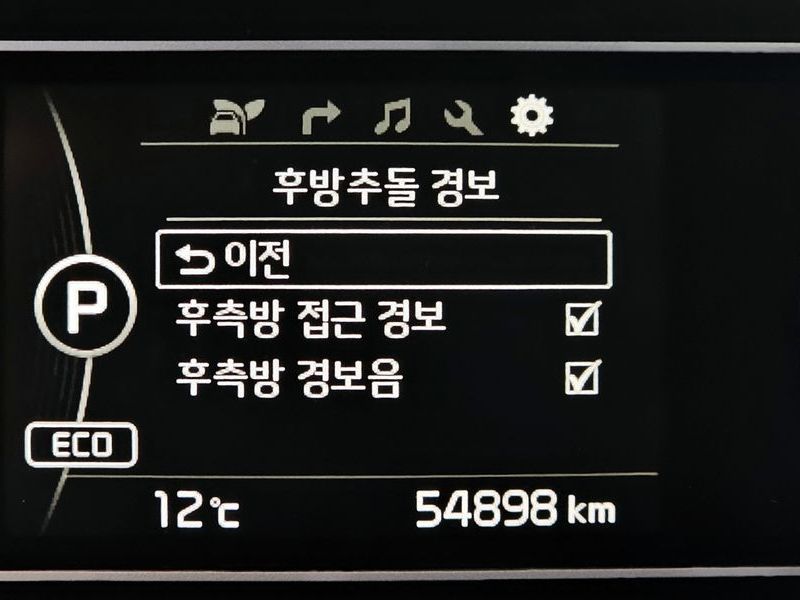 후방추돌 경보
이전
후측방 접근 경보
후측방 경보음
P
ECO
12℃ 54898 km